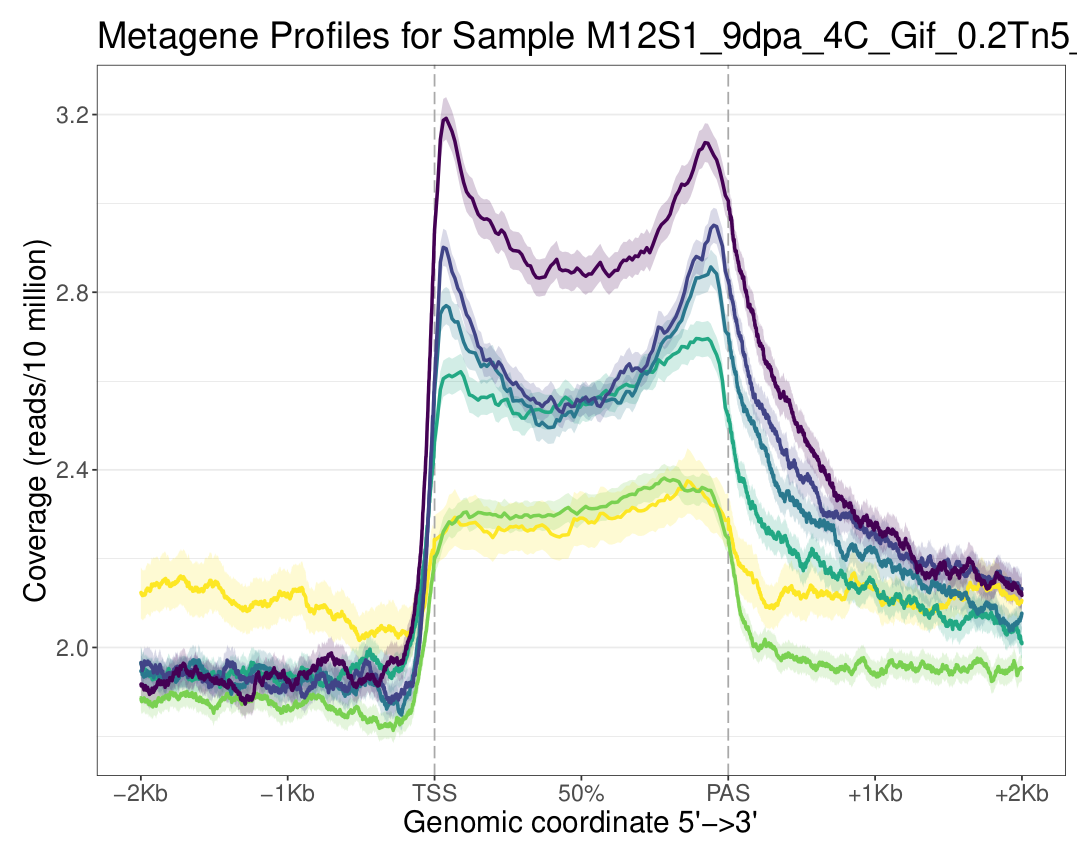 Metagene Profiles for Sample M12S1_9dpa_4C_Gif_0.2Tn5_
3.2
2.8
2.4
2.0
Coverage (reads/10 million)
−2Kb −1Kb TSS 50% PAS +1Kb +2Kb
Genomic coordinate 5'−>3'